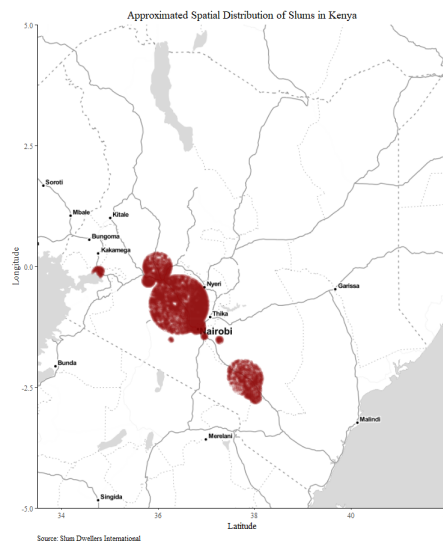 Approximated Spatial Distribution of Slums in Kenya
5.0
2.5
0.0
-2.5
-5.0
Longitude
Soroti
Mbale
Kitale
Bungoma
Kakamega
Nyeri
Garissa
Thika
Nairobi
Bunda
Malindi
Merelani
Singida
34
36
38
40
Latitude
Source: Slum Dwellers International